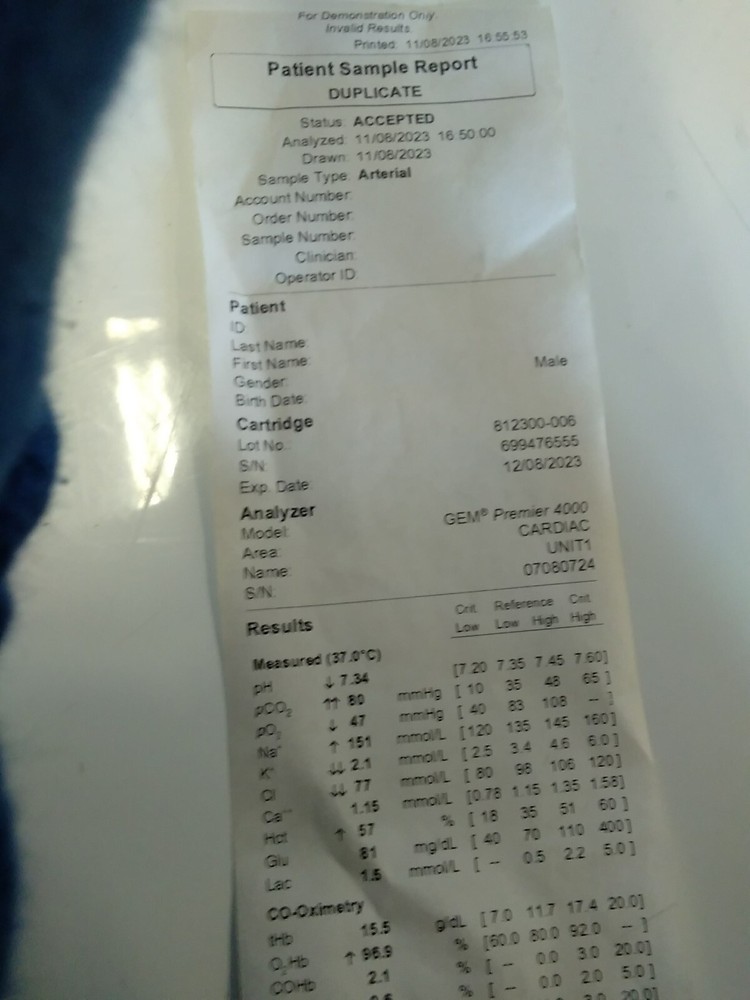 For Demonstration Only.
Invalid Results.
Printed: 11/08/2023 16:55:53
Patient Sample Report
DUPLICATE
Status: ACCEPTED
Analyzed: 11/08/2023 16:50:00
Drawn: 11/08/2023
Sample Type: Arterial
Account Number:
Order Number:
Sample Number:
Clinician:
Operator ID:
Patient
ID
Last Name:
First Name:
Gender: Male
Birth Date:
Cartridge
Lot No.: 812300-006
S/N: 699476555
Exp. Date: 12/08/2023
Analyzer
Model: GEM® Premier 4000
Area: CARDIAC
Name: UNIT1
S/N: 07080724
Results
Crit. Reference Crit.
Low Low High High
Measured (37.0°C)
pH ↓ 7.34 [7.20 7.35 7.45 7.60]
pCO₂ ↑↑ 80 mmHg [ 10 35 48 65 ]
pO₂ ↓ 47 mmHg [ 40 83 108 -- ]
Na⁺ ↑ 151 mmol/L [120 135 145 160]
K⁺ ↓↓ 2.1 mmol/L [ 2.5 3.4 4.6 6.0 ]
Cl⁻ ↓↓ 77 mmol/L [ 80 98 106 120]
Ca⁺⁺ 1.15 mmol/L [0.78 1.15 1.35 1.58]
Hct ↑ 57 % [ 18 35 51 60 ]
Glu 81 mg/dL [ 40 70 110 400]
Lac 1.5 mmol/L [ -- 0.5 2.2 5.0 ]
CO-Oximetry
tHb 15.5 g/dL [ 7.0 11.7 17.4 20.0]
O₂Hb ↑ 96.9 % [60.0 80.0 92.0 -- ]
COHb 2.1 % [ -- 0.0 3.0 20.0]
% [ -- 0.0 2.0 5.0 ]